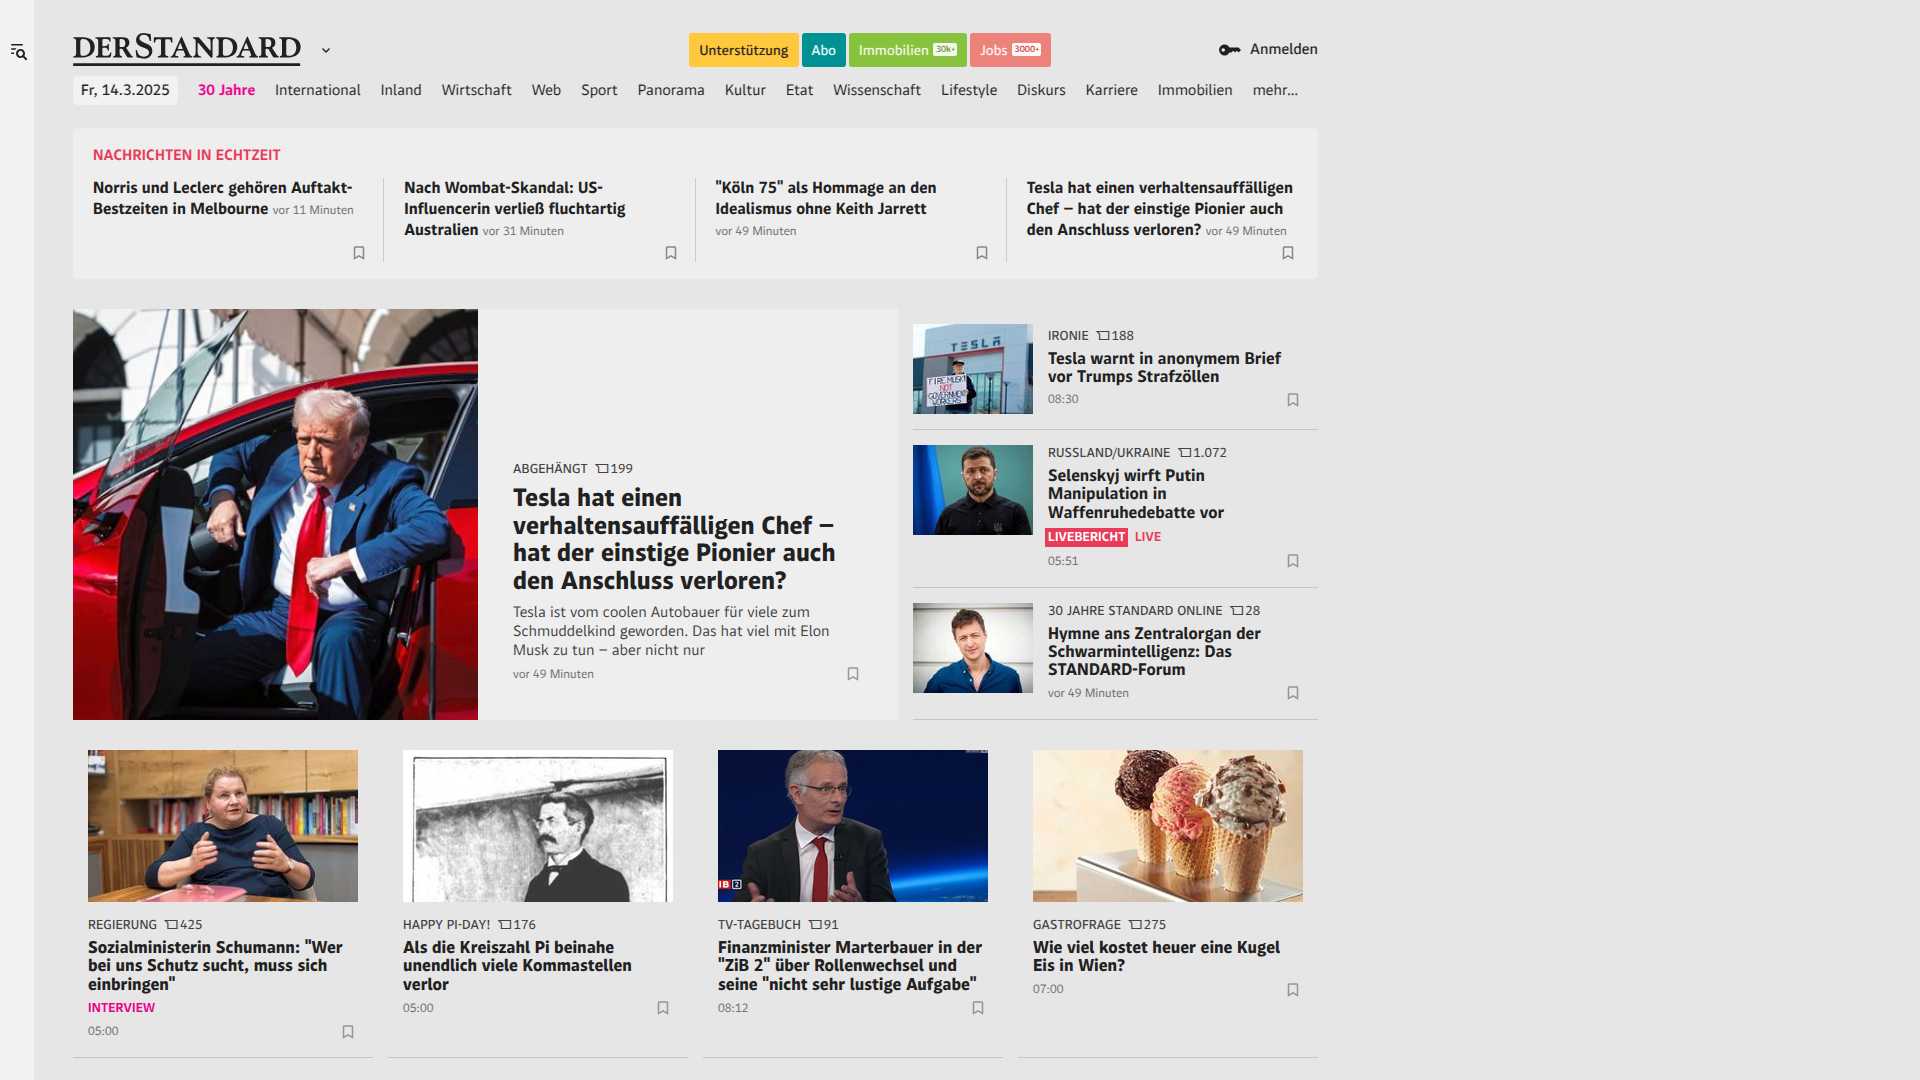 DERSTANDARD
Unterstützung
Abo
Immobilien 30k+
Jobs 3000+
Anmelden
Fr, 14.3.2025
30 Jahre
International
Inland
Wirtschaft
Web
Sport
Panorama
Kultur
Etat
Wissenschaft
Lifestyle
Diskurs
Karriere
Immobilien
mehr...
NACHRICHTEN IN ECHTZEIT
Norris und Leclerc gehören Auftakt-
Bestzeiten in Melbourne vor 11 Minuten
Nach Wombat-Skandal: US-
Influencerin verließ fluchtartig
Australien vor 31 Minuten
"Köln 75" als Hommage an den
Idealismus ohne Keith Jarrett
vor 49 Minuten
Tesla hat einen verhaltensauffälligen
Chef – hat der einstige Pionier auch
den Anschluss verloren? vor 49 Minuten
ABGEHÄNGT 199
Tesla hat einen
verhaltensauffälligen Chef –
hat der einstige Pionier auch
den Anschluss verloren?
Tesla ist vom coolen Autobauer für viele zum
Schmuddelkind geworden. Das hat viel mit Elon
Musk zu tun – aber nicht nur
vor 49 Minuten
TESLA
FIRE MUSK!
NOT
GOVERNMENT
WORKERS
IRONIE 188
Tesla warnt in anonymem Brief
vor Trumps Strafzöllen
08:30
RUSSLAND/UKRAINE 1.072
Selenskyj wirft Putin
Manipulation in
Waffenruhedebatte vor
LIVEBERICHT LIVE
05:51
30 JAHRE STANDARD ONLINE 28
Hymne ans Zentralorgan der
Schwarmintelligenz: Das
STANDARD-Forum
vor 49 Minuten
REGIERUNG 425
Sozialministerin Schumann: "Wer
bei uns Schutz sucht, muss sich
einbringen"
INTERVIEW
05:00
HAPPY PI-DAY! 176
Als die Kreiszahl Pi beinahe
unendlich viele Kommastellen
verlor
05:00
IB 2
TV-TAGEBUCH 91
Finanzminister Marterbauer in der
"ZiB 2" über Rollenwechsel und
seine "nicht sehr lustige Aufgabe"
08:12
GASTROFRAGE 275
Wie viel kostet heuer eine Kugel
Eis in Wien?
07:00